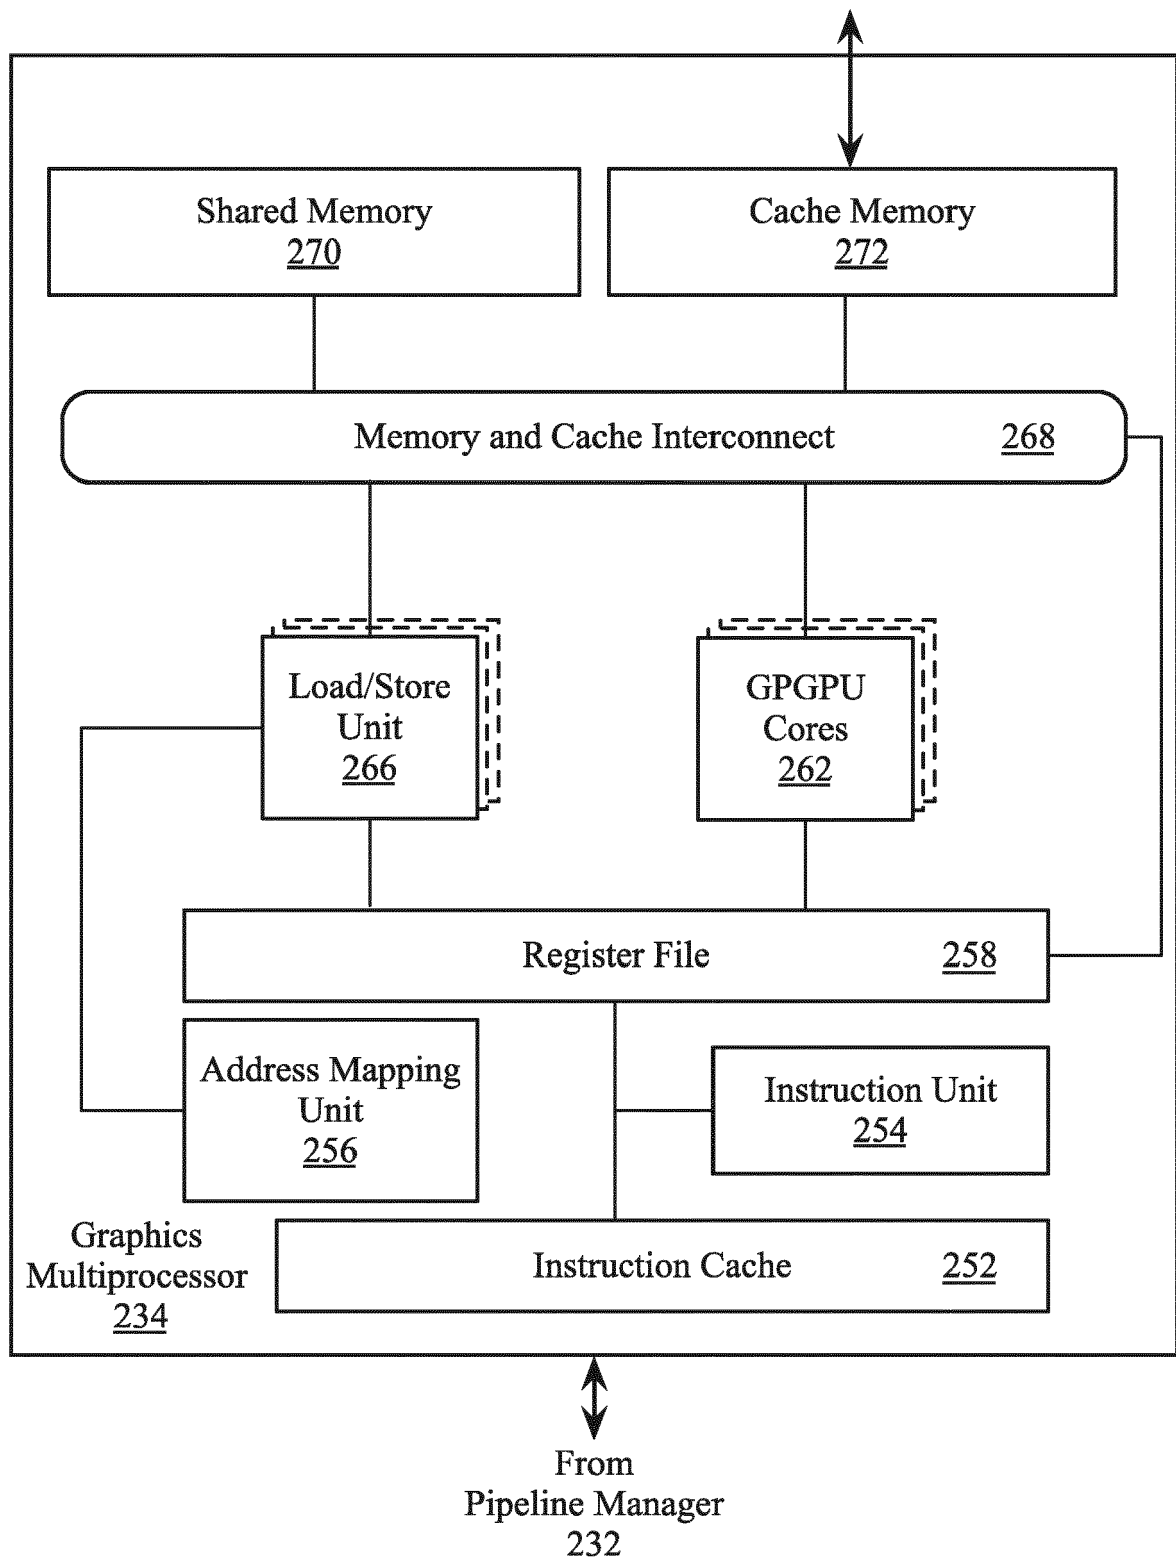 Shared Memory
270
Cache Memory
272
Memory and Cache Interconnect 268
Load/Store
Unit
266
GPGPU
Cores
262
Register File 258
Address Mapping
Unit
256
Instruction Unit
254
Graphics
Multiprocessor
234
Instruction Cache 252
From
Pipeline Manager
232